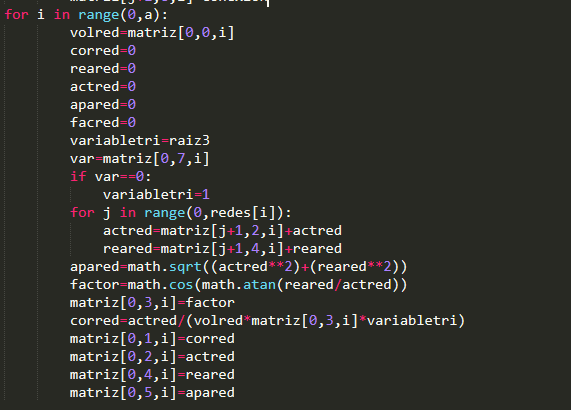 for i in range(0,a):
volred=matriz[0,0,i]
corred=0
reared=0
actred=0
apared=0
facred=0
variabletri=raiz3
var=matriz[0,7,i]
if var==0:
variabletri=1
for j in range(0,redes[i]):
actred=matriz[j+1,2,i]+actred
reared=matriz[j+1,4,i]+reared
apared=math.sqrt((actred**2)+(reared**2))
factor=math.cos(math.atan(reared/actred))
matriz[0,3,i]=factor
corred=actred/(volred*matriz[0,3,i]*variabletri)
matriz[0,1,i]=corred
matriz[0,2,i]=actred
matriz[0,4,i]=reared
matriz[0,5,i]=apared